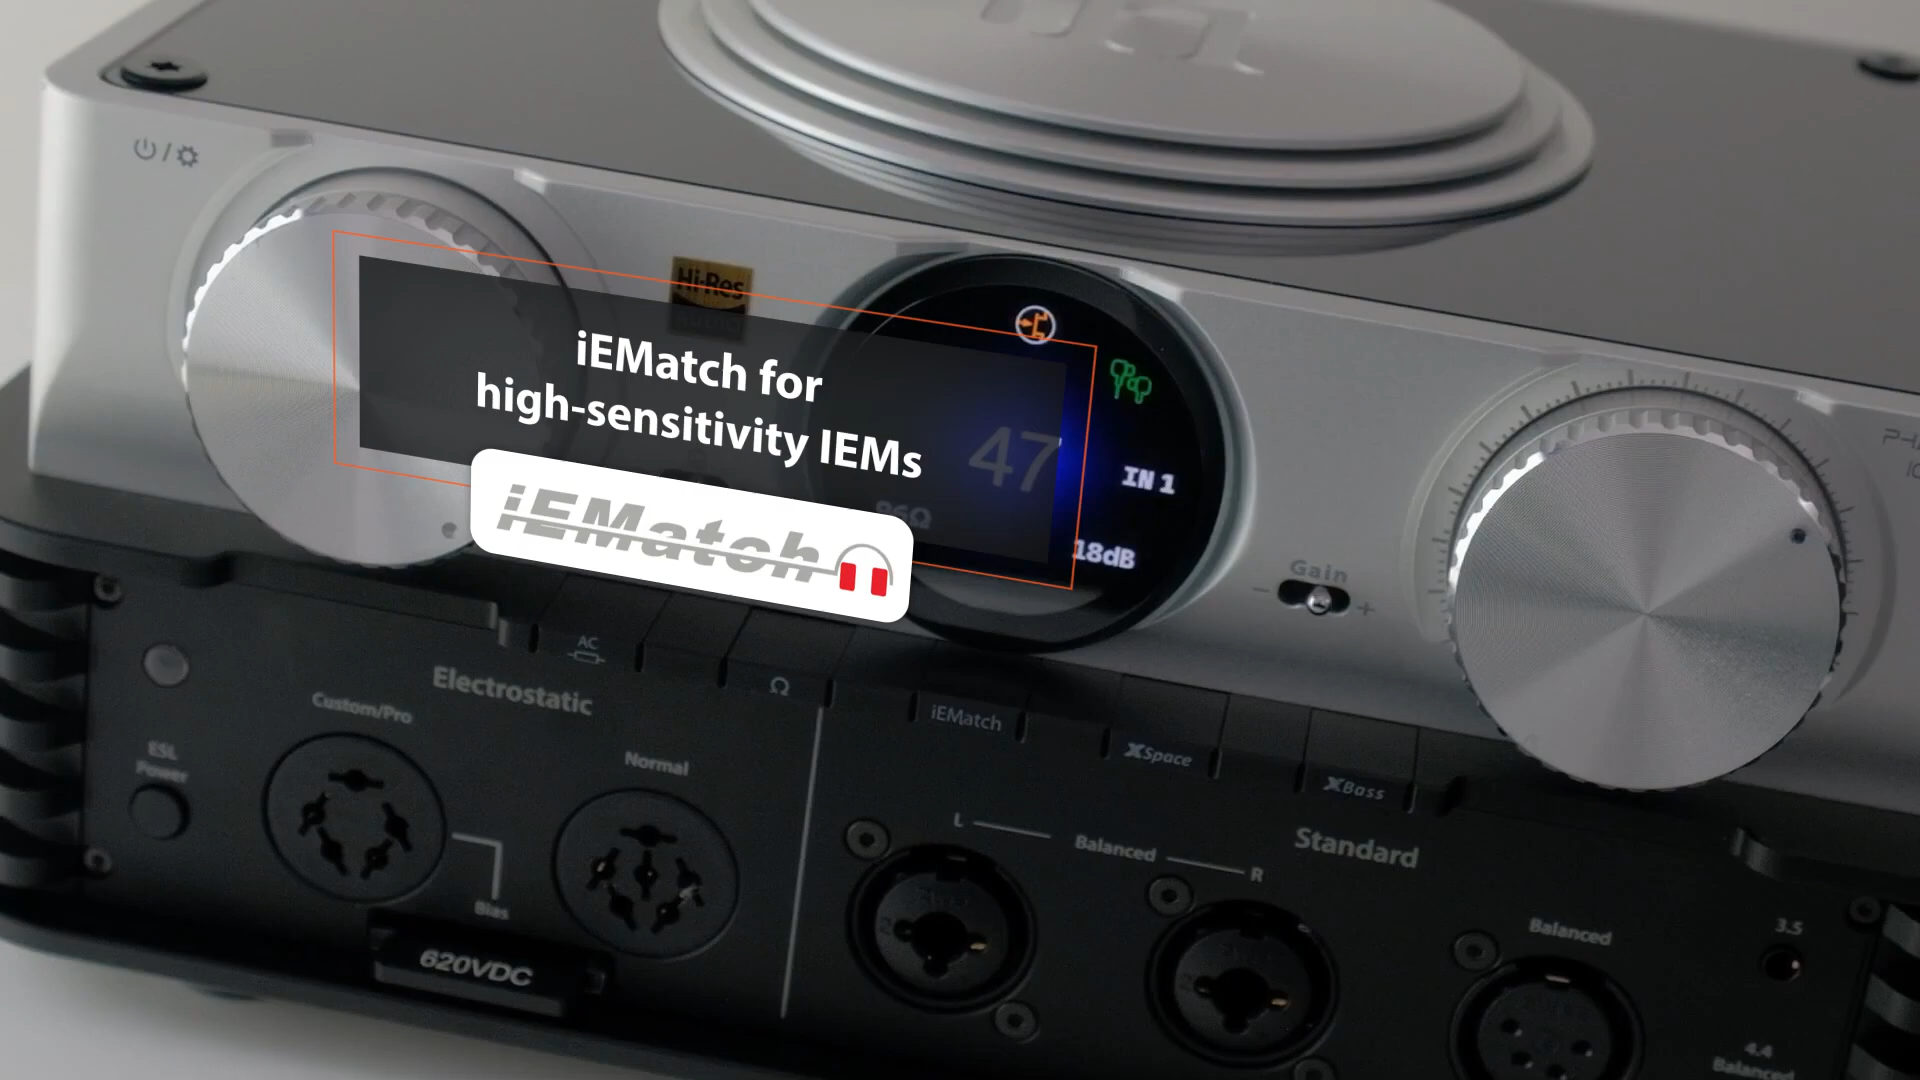 Hi-Res
iEMatch for
high-sensitivity IEMs
47
IN 1
96Ω
18dB
iEMatch
Gain
- +
AC
Ω
iEMatch
XSpace
XBass
Electrostatic
Custom/Pro
Normal
ESL
Power
Bias
620VDC
L
Balanced
R
Standard
Balanced
3.5
4.4
Balanced